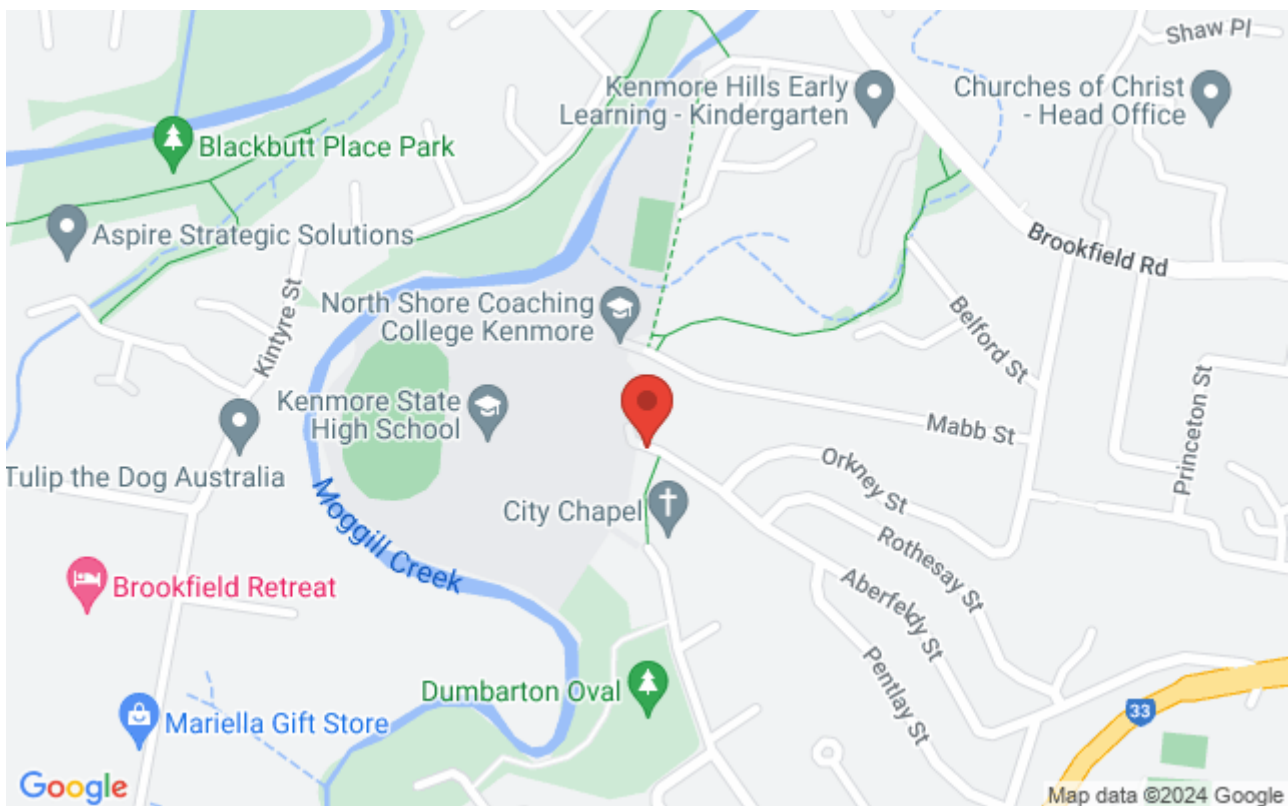 Shaw Pl
Kenmore Hills Early
Learning - Kindergarten
Churches of Christ
- Head Office
Blackbutt Place Park
Aspire Strategic Solutions
Brookfield Rd
Kintyre St
North Shore Coaching
College Kenmore
Belford St
Kenmore State
High School
Mabb St
Princeton St
Tulip the Dog Australia
Orkney St
Moggill Creek
City Chapel
Rothesay St
Aberfeldy St
Brookfield Retreat
Pentlay St
Dumbarton Oval
33
Mariella Gift Store
Google
Map data ©2024 Google